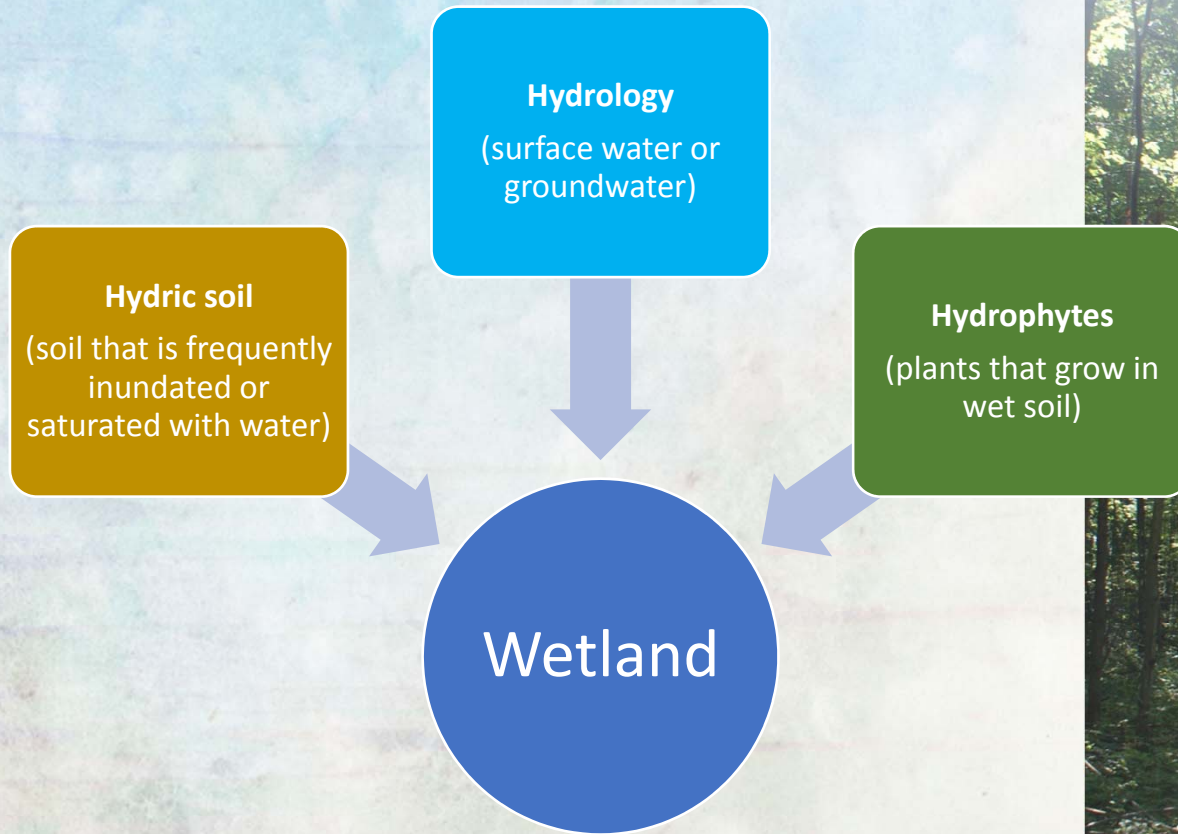 Hydrology
(surface water or
groundwater)
Hydric soil
(soil that is frequently
inundated or
saturated with water)
Hydrophytes
(plants that grow in
wet soil)
Wetland